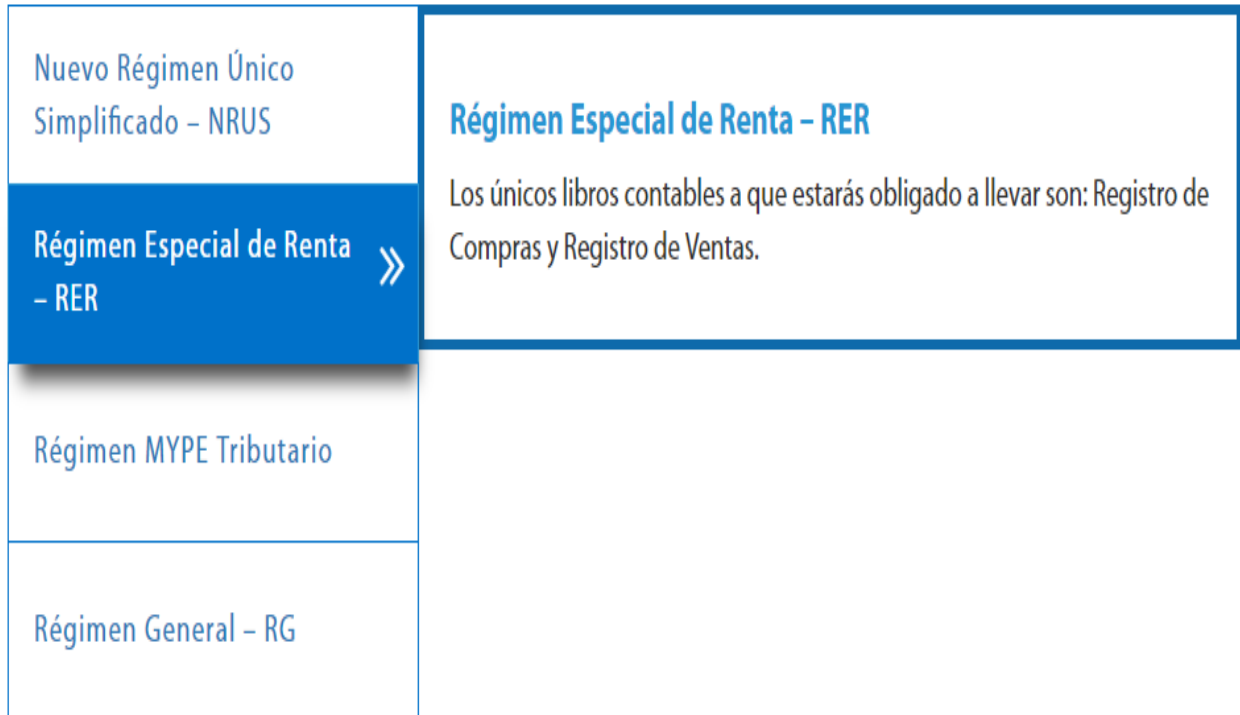 Nuevo Régimen Único
Simplificado – NRUS
Régimen Especial de Renta
– RER
Régimen MYPE Tributario
Régimen General – RG
Régimen Especial de Renta – RER
Los únicos libros contables a que estarás obligado a llevar son: Registro de
Compras y Registro de Ventas.